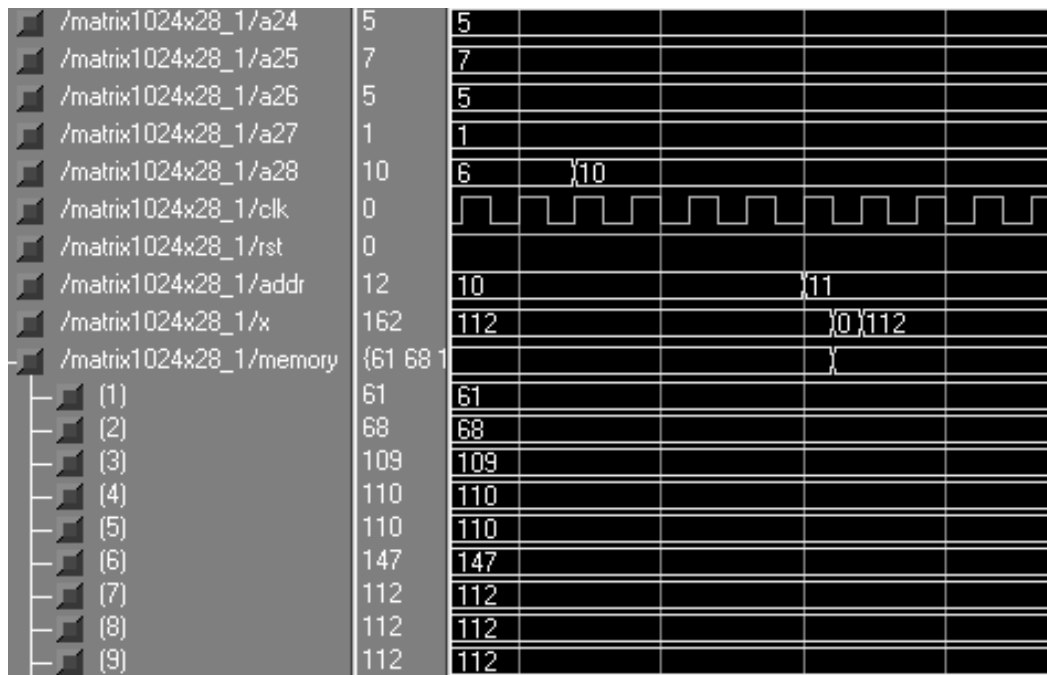 /matrix1024x28_1/a24 5 5
/matrix1024x28_1/a25 7 7
/matrix1024x28_1/a26 5 5
/matrix1024x28_1/a27 1 1
/matrix1024x28_1/a28 10 6 10
/matrix1024x28_1/clk 0
/matrix1024x28_1/rst 0
/matrix1024x28_1/addr 12 10 11
/matrix1024x28_1/x 162 112 0 112
/matrix1024x28_1/memory {61 68 1
(1) 61 61
(2) 68 68
(3) 109 109
(4) 110 110
(5) 110 110
(6) 147 147
(7) 112 112
(8) 112 112
(9) 112 112